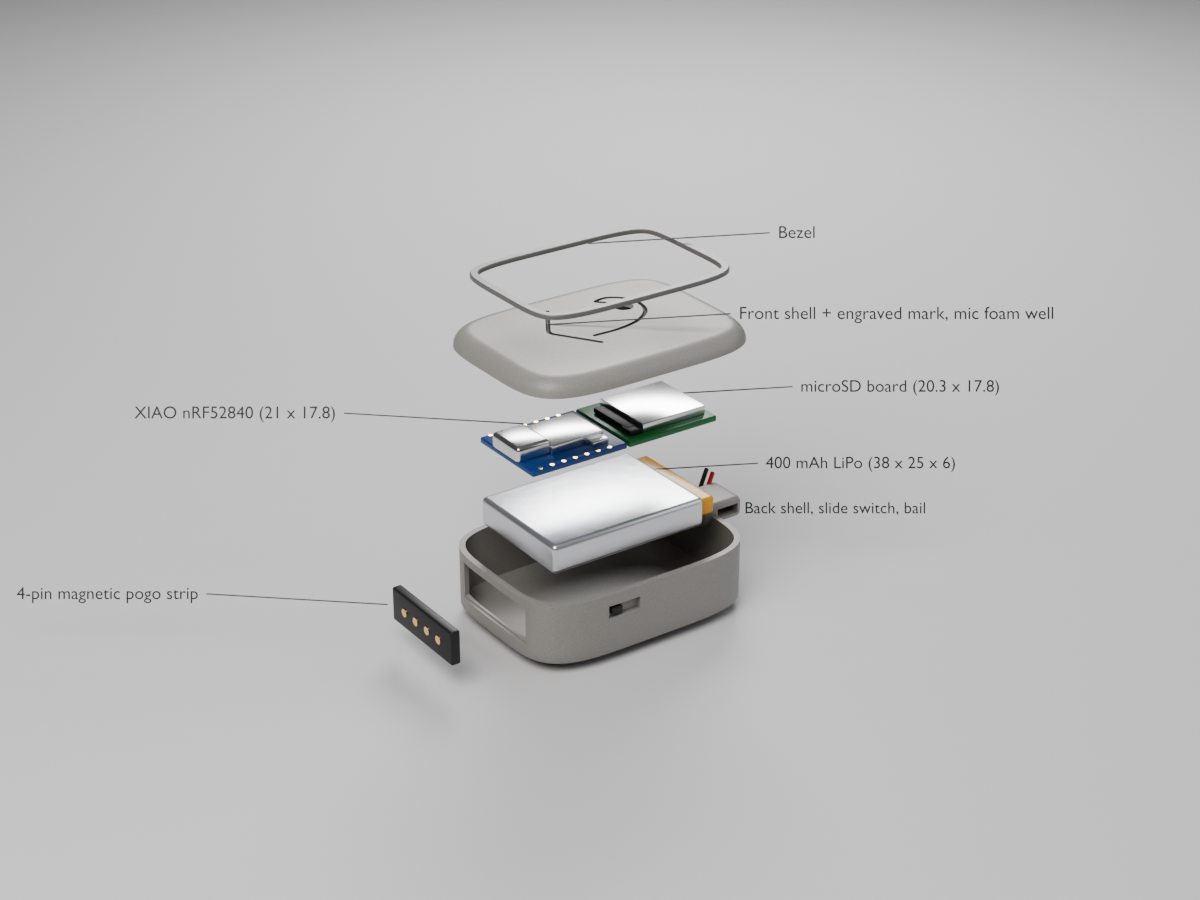 Bezel
Front shell + engraved mark, mic foam well
microSD board (20.3 x 17.8)
XIAO nRF52840 (21 x 17.8)
400 mAh LiPo (38 x 25 x 6)
Back shell, slide switch, bail
4-pin magnetic pogo strip